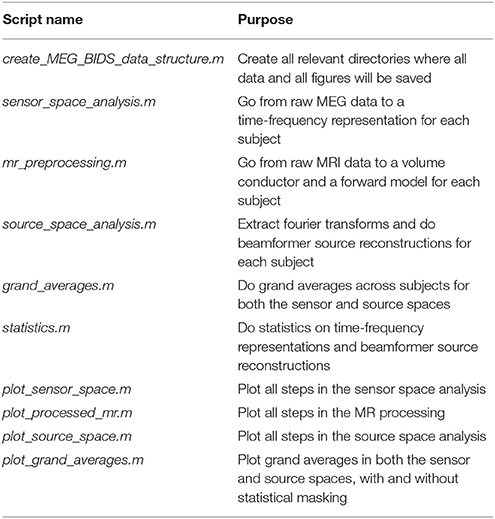 Script name Purpose
create_MEG_BIDS_data_structure.m Create all relevant directories where all
data and all figures will be saved
sensor_space_analysis.m Go from raw MEG data to a
time-frequency representation for each
subject
mr_preprocessing.m Go from raw MRI data to a volume
conductor and a forward model for each
subject
source_space_analysis.m Extract fourier transforms and do
beamformer source reconstructions for
each subject
grand_averages.m Do grand averages across subjects for
both the sensor and source spaces
statistics.m Do statistics on time-frequency
representations and beamformer source
reconstructions
plot_sensor_space.m Plot all steps in the sensor space analysis
plot_processed_mr.m Plot all steps in the MR processing
plot_source_space.m Plot all steps in the source space analysis
plot_grand_averages.m Plot grand averages in both the sensor
and source spaces, with and without
statistical masking